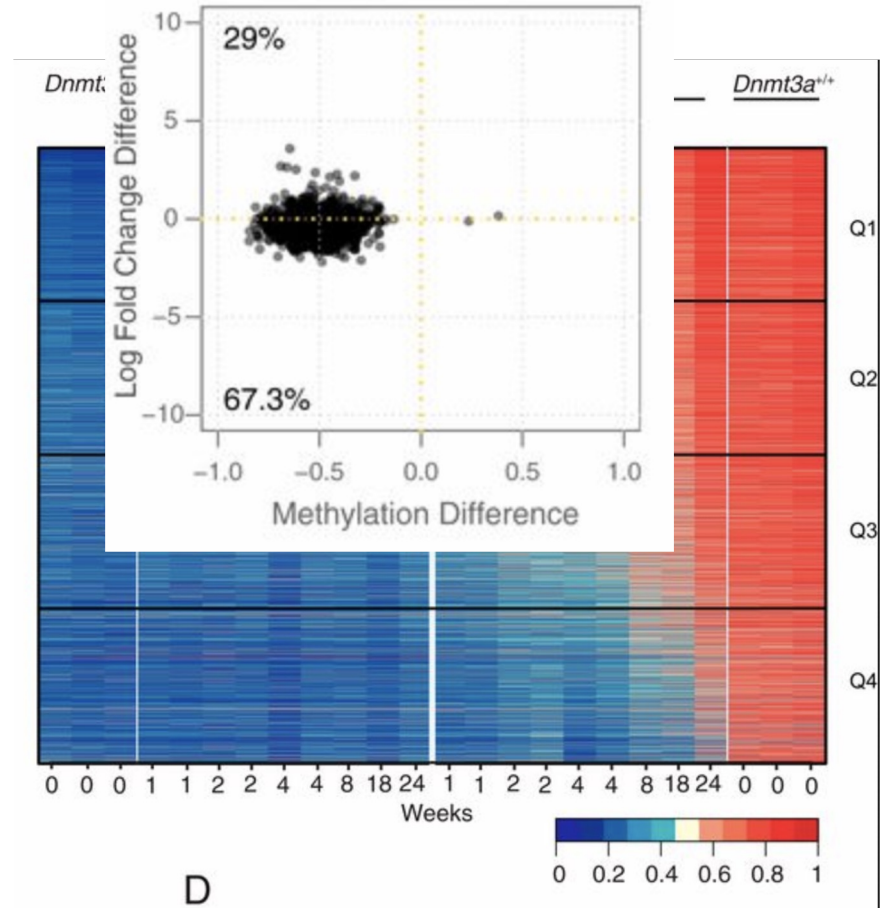 10
29%
5
0
−5
−10
67.3%
Log Fold Change Difference
−1.0 −0.5 0.0 0.5 1.0
Methylation Difference
Dnmt3a+/+
Q1
Q2
Q3
Q4
0 0 0 1 1 2 2 4 4 8 18 24 1 1 2 2 4 4 8 18 24 0 0 0
Weeks
0 0.2 0.4 0.6 0.8 1
D